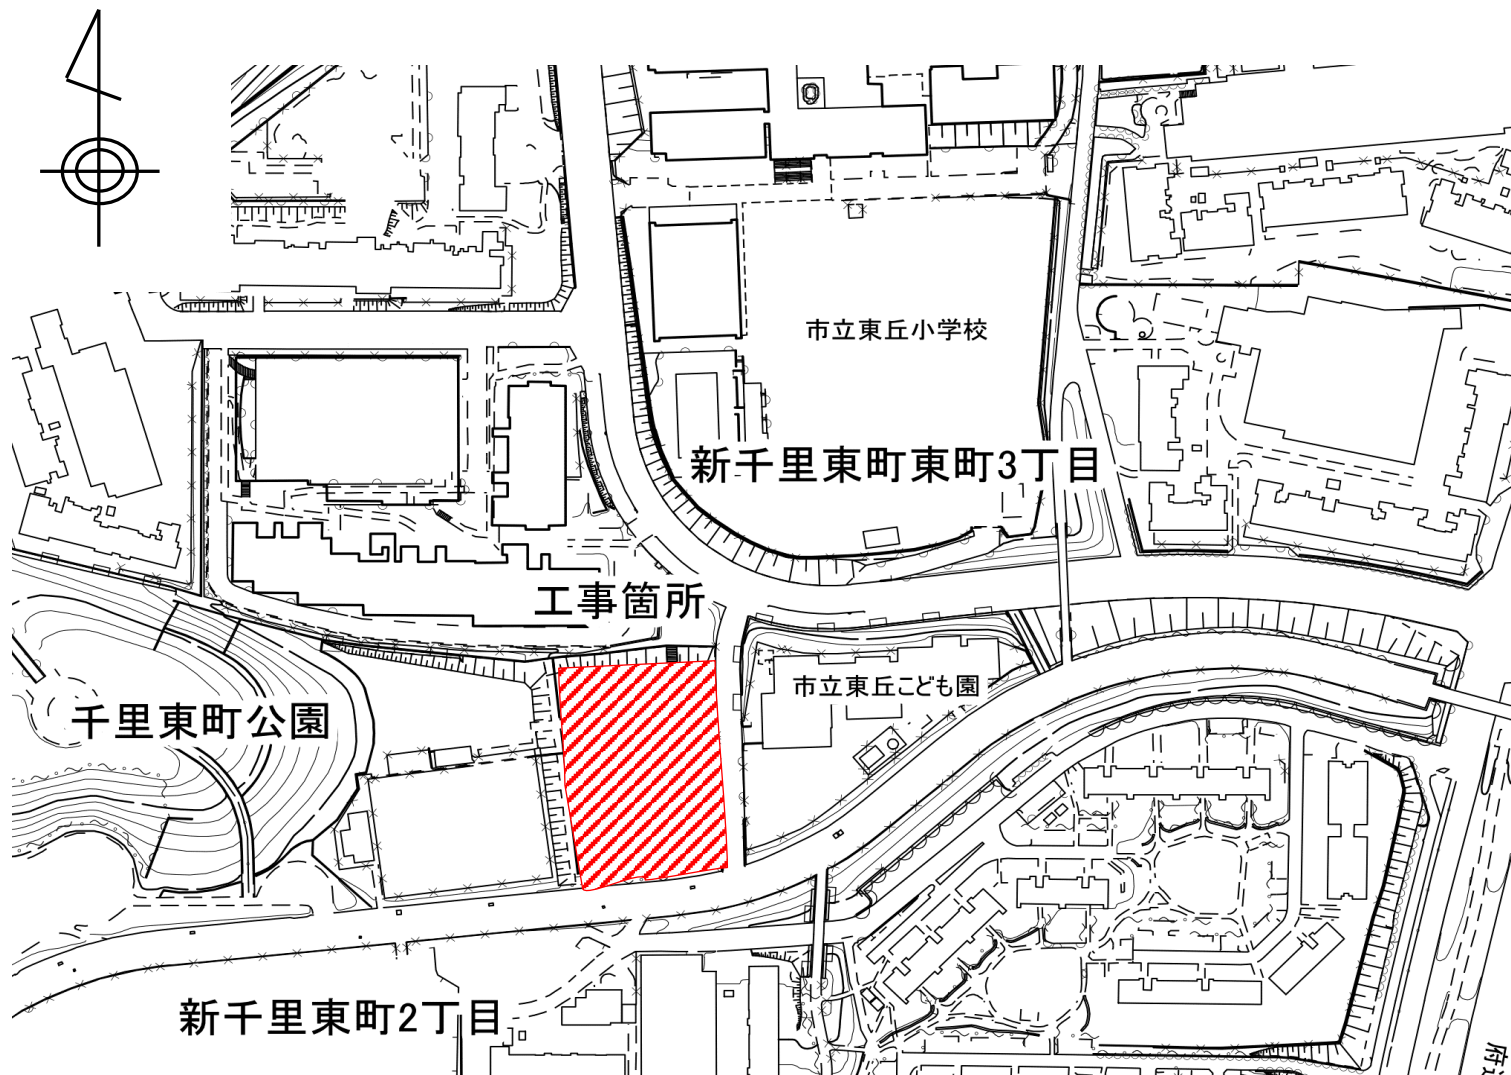 市立東丘小学校
新千里東町東町3丁目
工事箇所
市立東丘こども園
千里東町公園
新千里東町2丁目
府